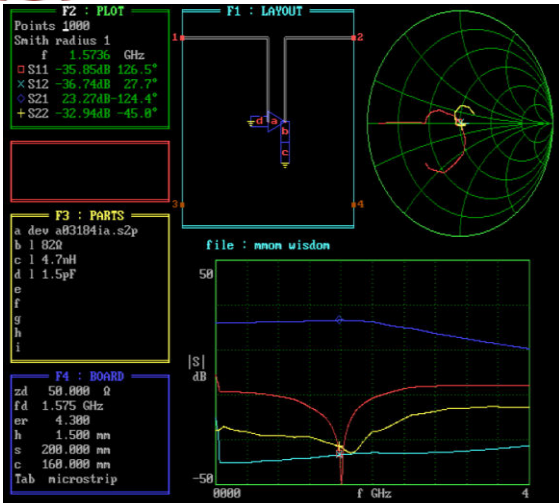 F2 : PLOT
Points 1000
Smith radius 1
f 1.5736 GHz
S11 -35.85dB 126.5°
S12 -36.74dB 27.7°
S21 23.27dB-124.4°
S22 -32.94dB -45.0°
F1 : LAYOUT
1
2
d a
b
c
3
4
F3 : PARTS
a dev a03184ia.s2p
b l 82Ω
c l 4.7nH
d l 1.5pF
e
f
g
h
i
F4 : BOARD
zd 50.000 Ω
fd 1.575 GHz
er 4.300
h 1.500 mm
s 200.000 mm
c 160.000 mm
Tab microstrip
file : mmom wisdom
50
|S|
dB
-50
0000 f GHz 4